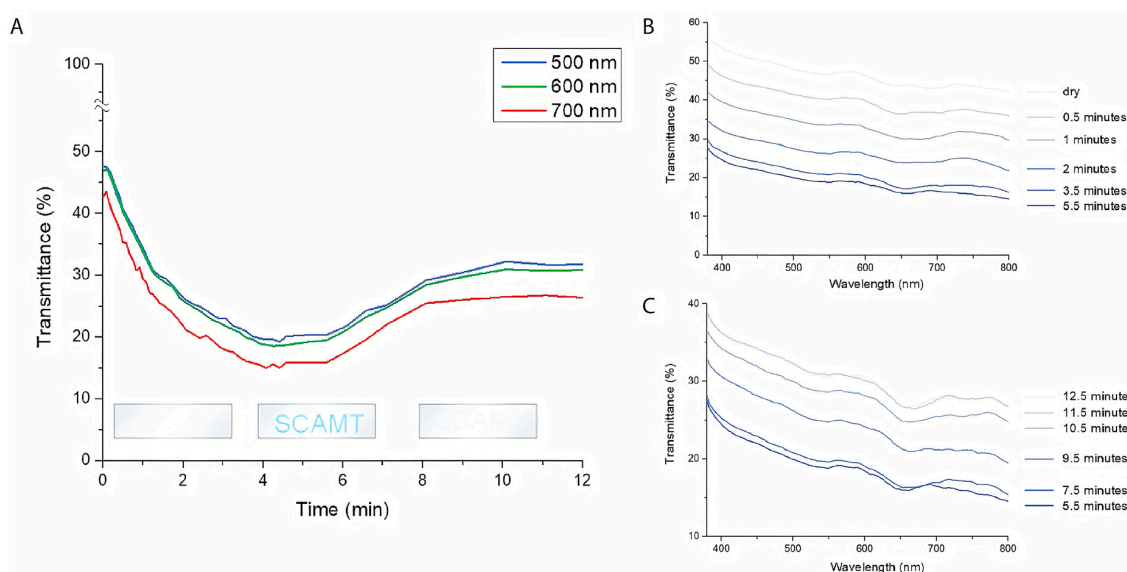 A
100
50
40
30
20
10
0
Transmittance (%)
500 nm
600 nm
700 nm
SCAMT
0 2 4 6 8 10 12
Time (min)
B
60
50
40
30
20
10
0
Transmittance (%)
dry
0.5 minutes
1 minutes
2 minutes
3.5 minutes
5.5 minutes
400 500 600 700 800
Wavelength (nm)
C
40
30
20
10
Transmittance (%)
12.5 minute
11.5 minute
10.5 minute
9.5 minutes
7.5 minutes
5.5 minutes
400 500 600 700 800
Wavelength (nm)